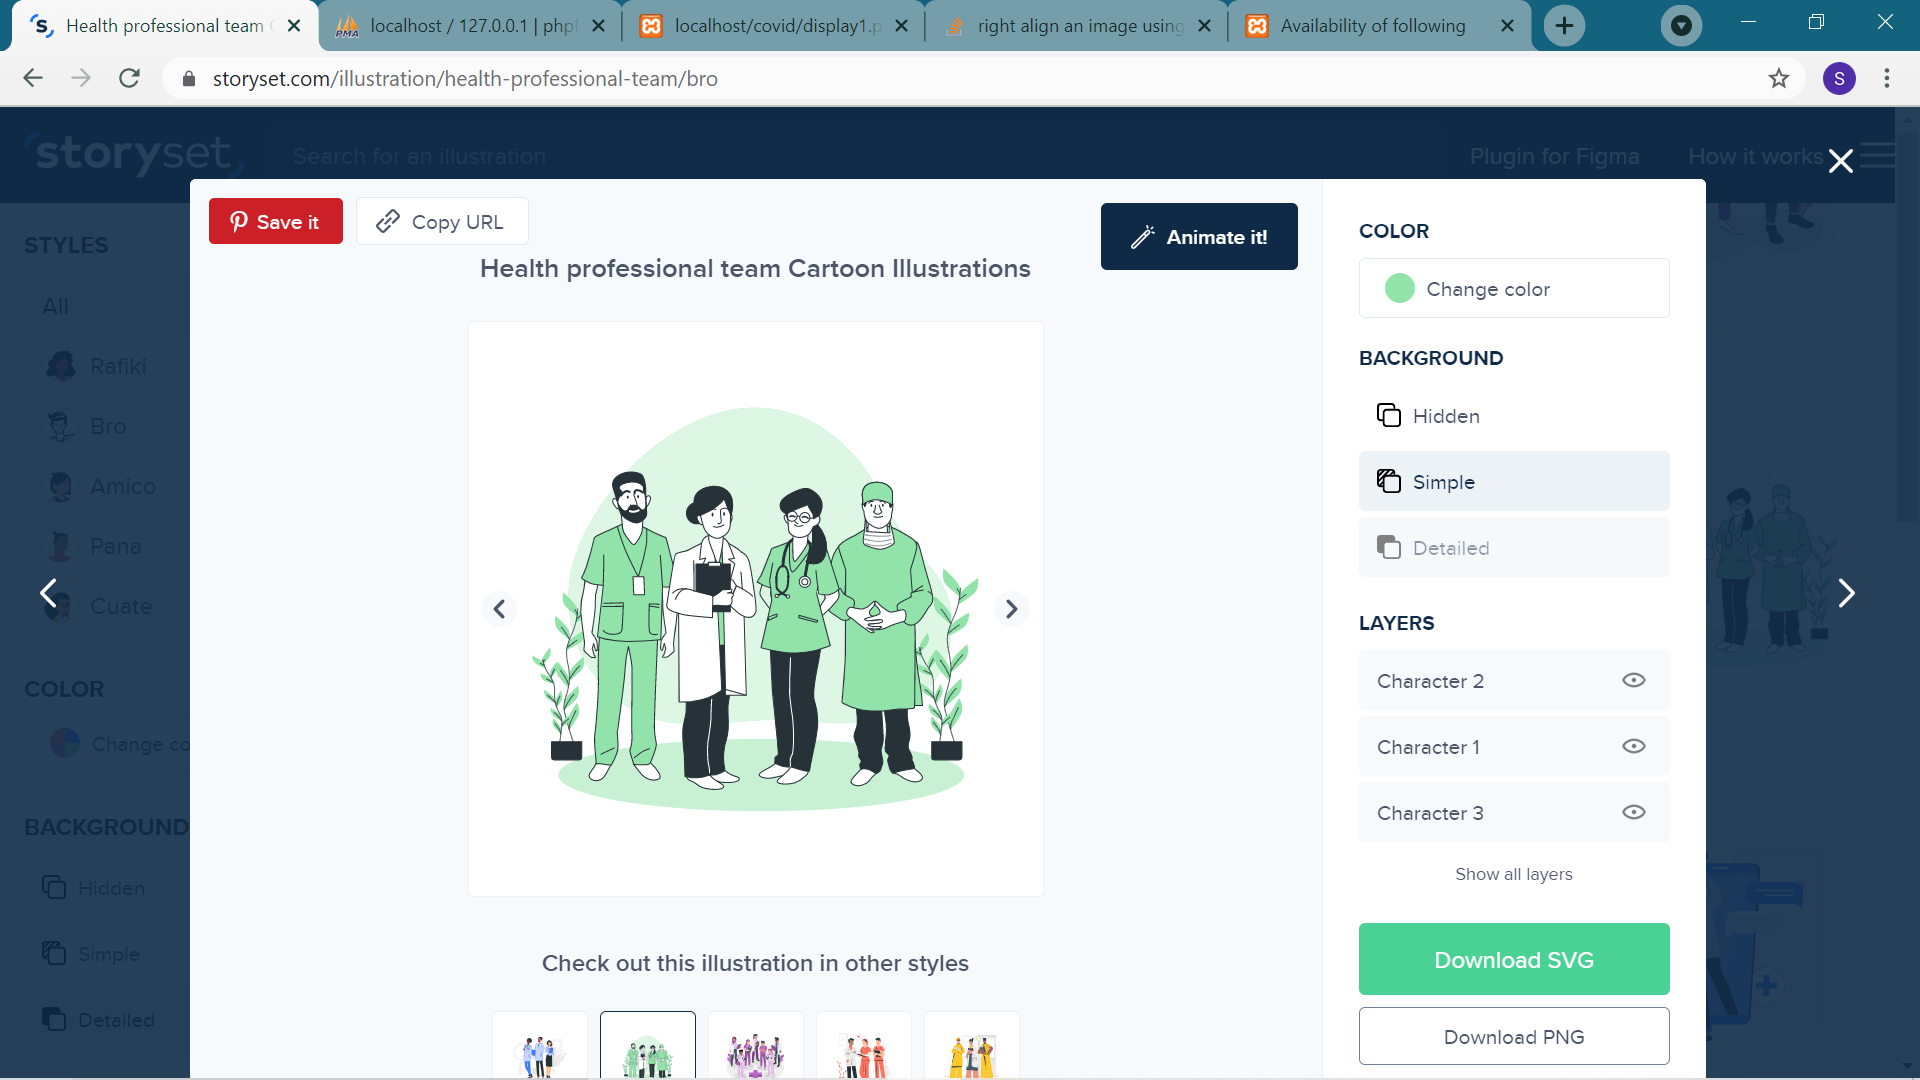 Health professional team
localhost / 127.0.0.1 | php
localhost/covid/display1.p
right align an image using
Availability of following
storyset.com/illustration/health-professional-team/bro
S
storyset
Search for an illustration
Plugin for Figma
How it works
STYLES
All
Rafiki
Bro
Amico
Pana
Cuate
COLOR
Change co
BACKGROUND
Hidden
Simple
Detailed
Save it
Copy URL
Animate it!
Health professional team Cartoon Illustrations
Check out this illustration in other styles
COLOR
Change color
BACKGROUND
Hidden
Simple
Detailed
LAYERS
Character 2
Character 1
Character 3
Show all layers
Download SVG
Download PNG